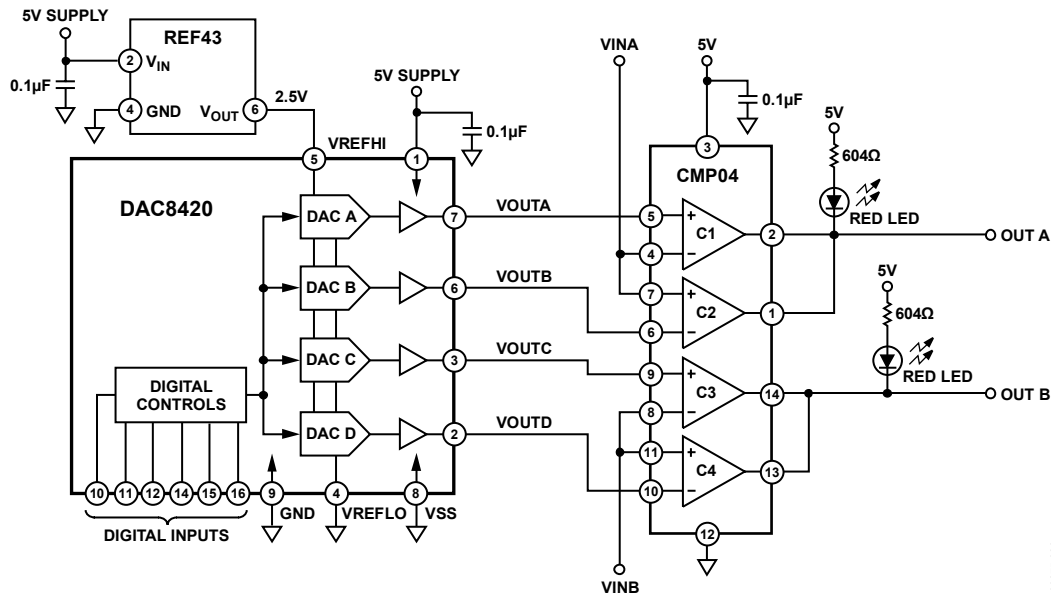 5V SUPPLY
REF43
2
VIN
0.1µF
4
GND
VOUT
6
2.5V
5V SUPPLY
0.1µF
VREFHI
5
1
DAC8420
DAC A
7
VOUTA
DAC B
6
VOUTB
DAC C
3
VOUTC
DAC D
2
VOUTD
DIGITAL
CONTROLS
10
11
12
14
15
16
9
4
8
GND
VREFLO
VSS
DIGITAL INPUTS
VINA
5V
0.1µF
3
CMP04
5
+
C1
2
4
–
7
+
C2
1
6
–
9
+
C3
14
8
–
11
+
C4
13
10
–
12
VINB
5V
604Ω
RED LED
OUT A
5V
604Ω
RED LED
OUT B